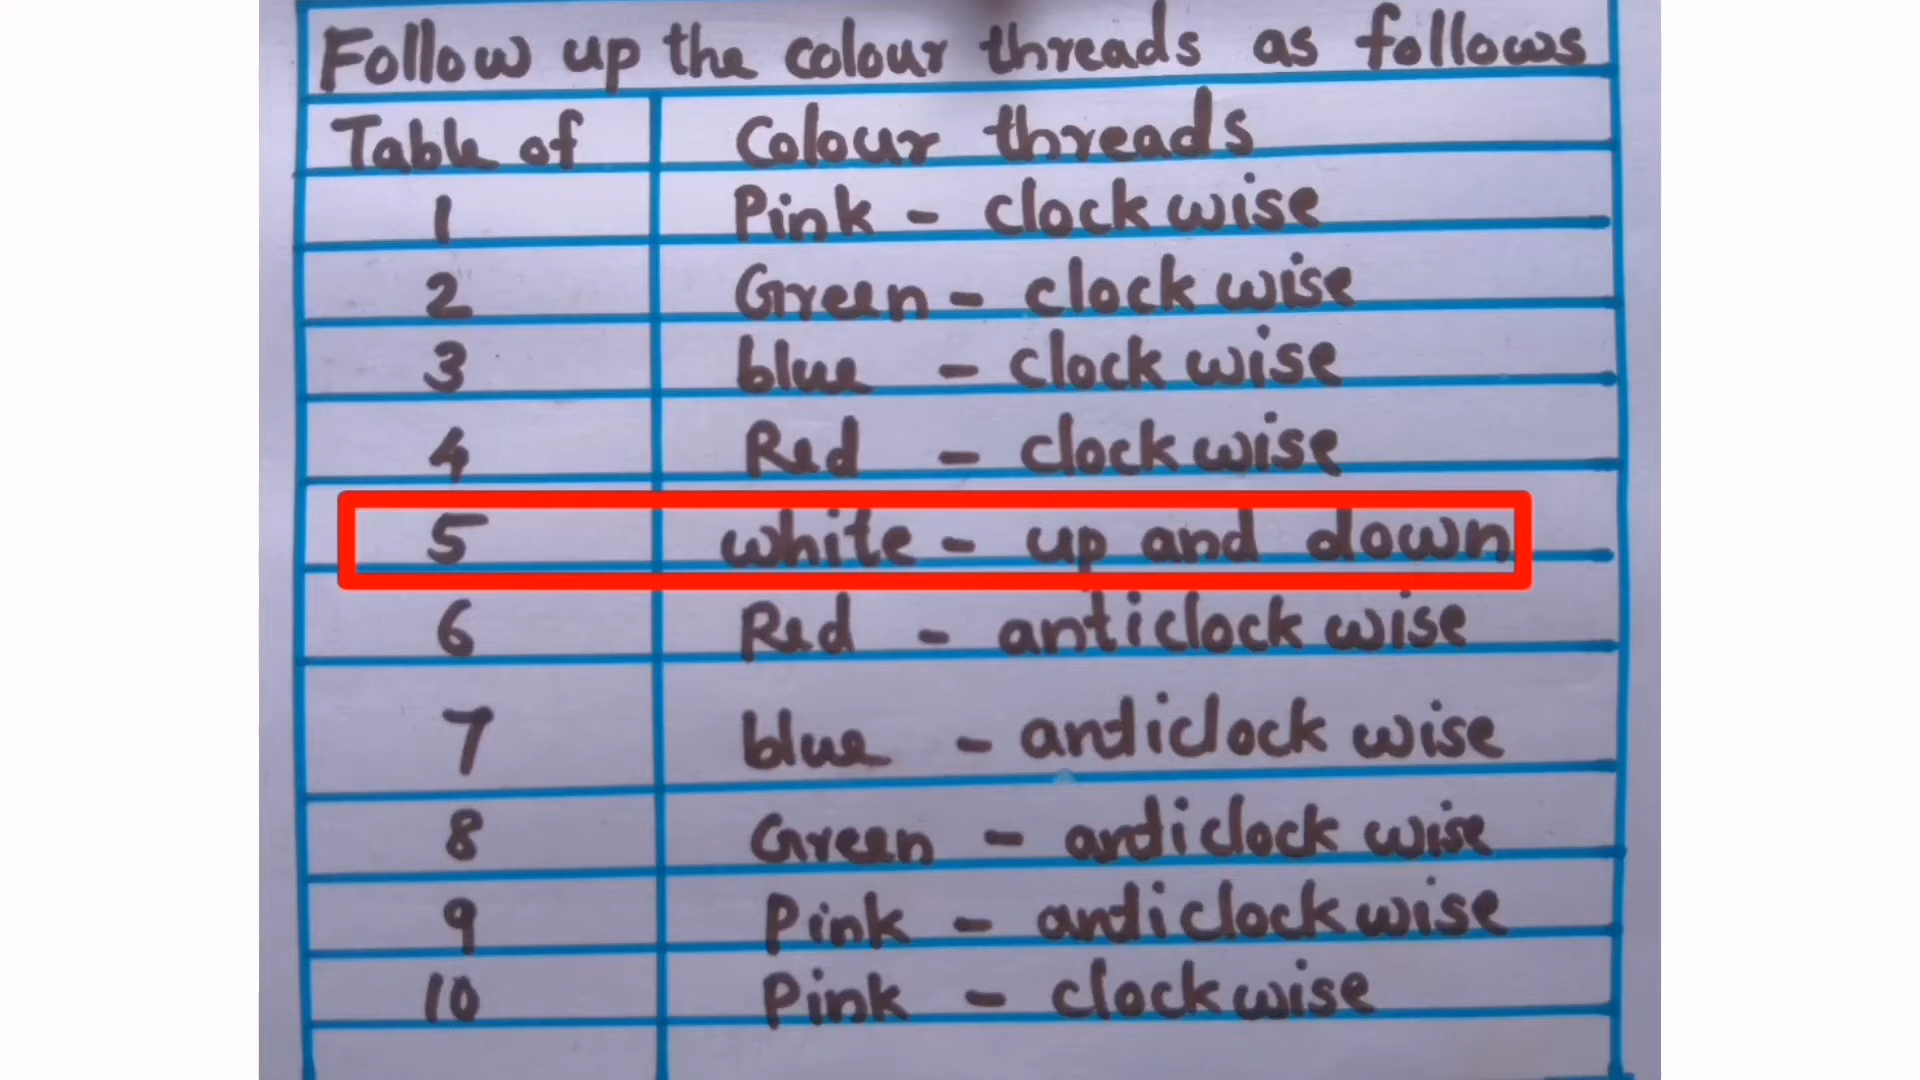 Follow up the colour threads as follows
Table of Colour threads
1 Pink - clockwise
2 Green - clockwise
3 blue - clockwise
4 Red - clockwise
5 white - up and down
6 Red - anticlockwise
7 blue - anticlockwise
8 Green - anticlockwise
9 Pink - anticlockwise
10 Pink - clockwise